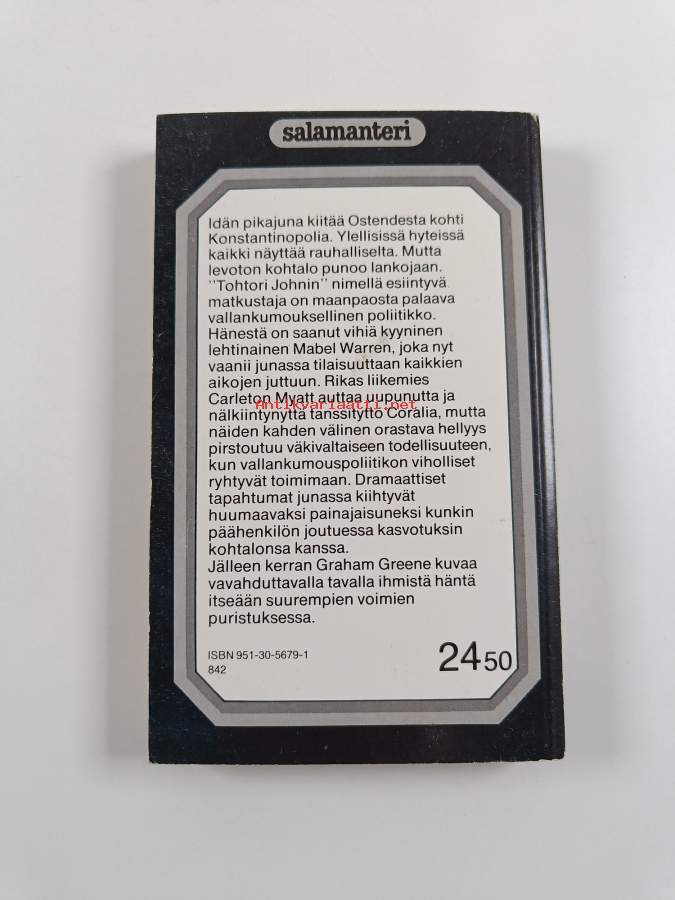 salamanteri
Idän pikajuna kiitää Ostendesta kohti
Konstantinopolia. Ylellisissä hyteissä
kaikki näyttää rauhalliselta. Mutta
levoton kohtalo punoo lankojaan.
"Tohtori Johnin" nimellä esiintyvä
matkustaja on maanpaosta palaava
vallankumouksellinen poliitikko.
Hänestä on saanut vihiä kyyninen
lehtinainen Mabel Warren, joka nyt
vaanii junassa tilaisuuttaan kaikkien
aikojen juttuun. Rikas liikemies
Carleton Myatt auttaa uupunutta ja
Antikvariaatti.net
nälkiintynyttä tanssityttö Coralia, mutta
näiden kahden välinen orastava hellyys
pirstoutuu väkivaltaiseen todellisuuteen,
kun vallankumouspoliitikon viholliset
ryhtyvät toimimaan. Dramaattiset
tapahtumat junassa kiihtyvät
huumaavaksi painajaisuneksi kunkin
päähenkilön joutuessa kasvotuksin
kohtalonsa kanssa.
Jälleen kerran Graham Greene kuvaa
vavahduttavalla tavalla ihmistä häntä
itseään suurempien voimien
puristuksessa.
ISBN 951-30-5679-1
842
24 50